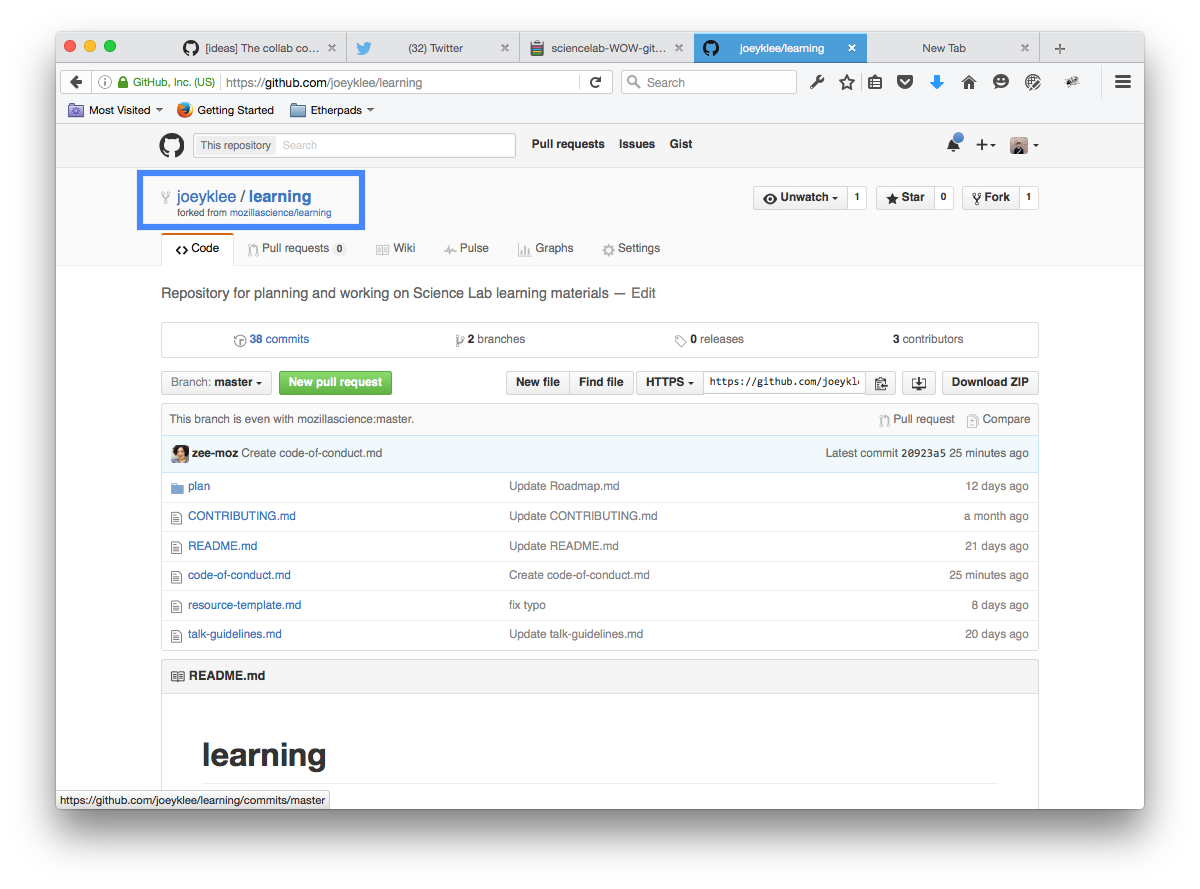 [ideas] The collab co...
(32) Twitter
sciencelab-WOW-git...
joeyklee/learning
New Tab
GitHub, Inc. (US)
https://github.com/joeyklee/learning
Search
Most Visited
Getting Started
Etherpads
This repository
Search
Pull requests
Issues
Gist
joeyklee / learning
forked from mozillascience/learning
Unwatch 1
Star 0
Fork 1
Code
Pull requests 0
Wiki
Pulse
Graphs
Settings
Repository for planning and working on Science Lab learning materials — Edit
38 commits
2 branches
0 releases
3 contributors
Branch: master
New pull request
New file
Find file
HTTPS
https://github.com/joeykl
Download ZIP
This branch is even with mozillascience:master.
Pull request
Compare
zee-moz Create code-of-conduct.md
Latest commit 20923a5 25 minutes ago
plan Update Roadmap.md 12 days ago
CONTRIBUTING.md Update CONTRIBUTING.md a month ago
README.md Update README.md 21 days ago
code-of-conduct.md Create code-of-conduct.md 25 minutes ago
resource-template.md fix typo 8 days ago
talk-guidelines.md Update talk-guidelines.md 20 days ago
README.md
learning
https://github.com/joeyklee/learning/commits/master